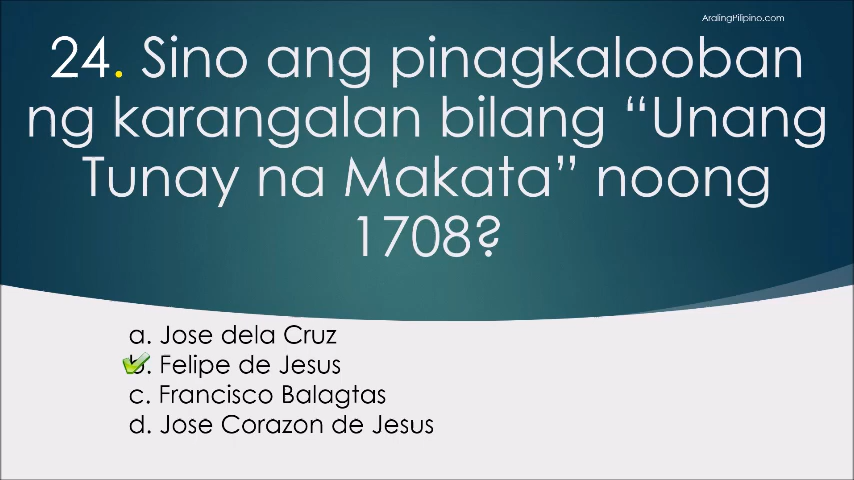 AralingPilipino.com
24. Sino ang pinagkalooban
ng karangalan bilang “Unang
Tunay na Makata” noong
1708?
a. Jose dela Cruz
b. Felipe de Jesus
c. Francisco Balagtas
d. Jose Corazon de Jesus